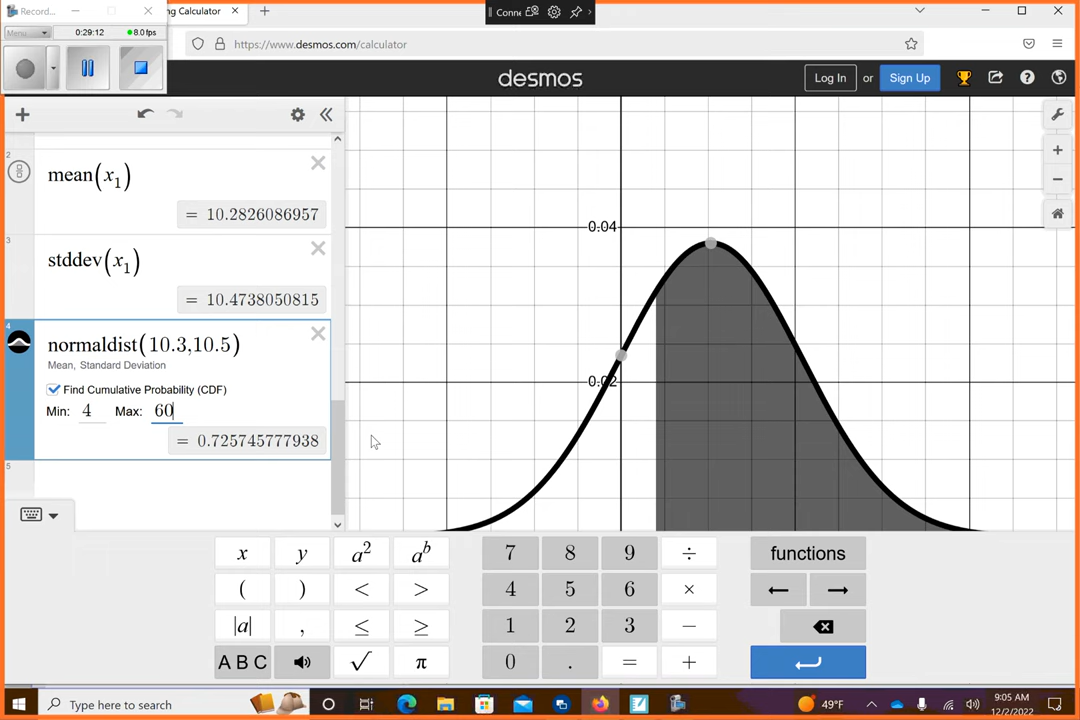 Record...
Menu
0:29:12
8.0 fps
ng Calculator
Conne
https://www.desmos.com/calculator
desmos
Log In
or
Sign Up
2
mean(x₁)
= 10.2826086957
3
stddev(x₁)
= 10.4738050815
4
normaldist(10.3,10.5)
Mean, Standard Deviation
Find Cumulative Probability (CDF)
Min: 4 Max: 60
= 0.725745777938
5
0.04
0.02
x y a² aᵇ 7 8 9 ÷ functions
( ) < > 4 5 6 × ← →
|a| , ≤ ≥ 1 2 3 −
A B C √ π 0 . = +
Type here to search
49°F
9:05 AM
12/2/2022